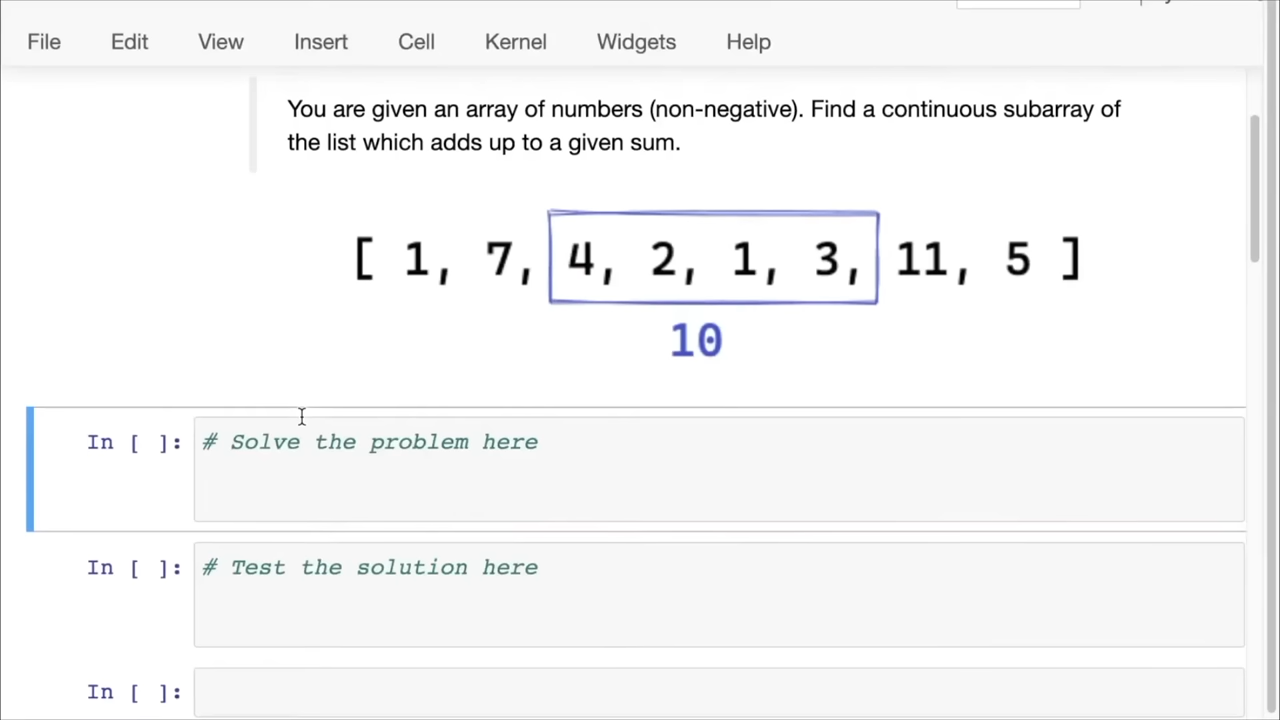 File Edit View Insert Cell Kernel Widgets Help
You are given an array of numbers (non-negative). Find a continuous subarray of
the list which adds up to a given sum.
[ 1, 7, 4, 2, 1, 3, 11, 5 ]
10
In [ ]: # Solve the problem here
In [ ]: # Test the solution here
In [ ]: